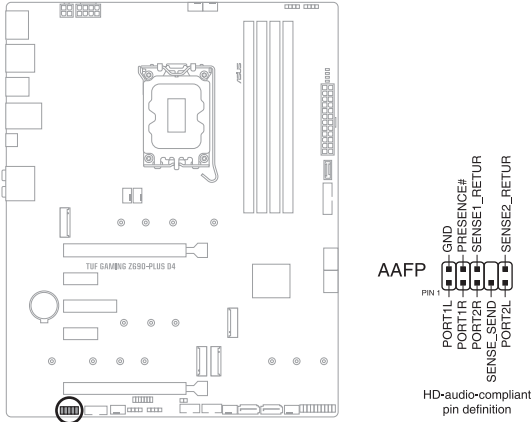 /ISUS
TUF GAMING Z690-PLUS D4
AAFP
PIN 1
GND
PRESENCE#
SENSE1_RETUR
SENSE2_RETUR
PORT1L
PORT1R
PORT2R
SENSE_SEND
PORT2L
HD-audio-compliant
pin definition